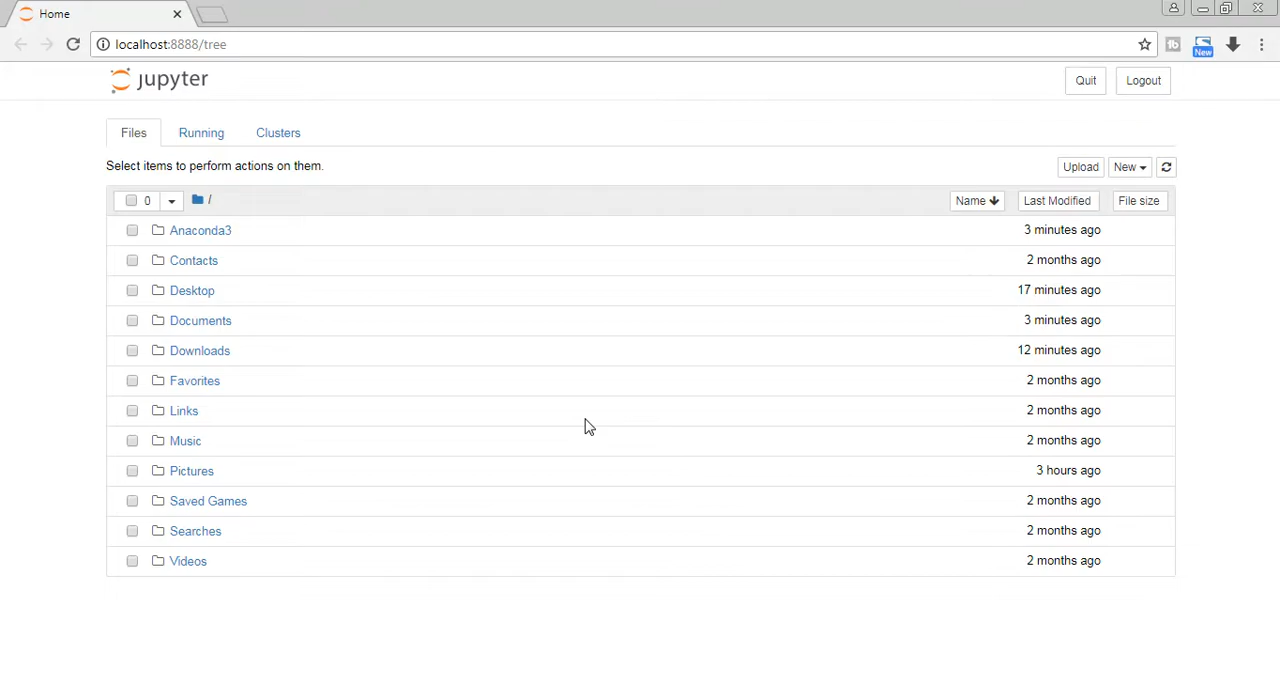 Home
localhost:8888/tree
New
jupyter
Quit Logout
Files Running Clusters
Select items to perform actions on them.
Upload New
0 / Name Last Modified File size
Anaconda3 3 minutes ago
Contacts 2 months ago
Desktop 17 minutes ago
Documents 3 minutes ago
Downloads 12 minutes ago
Favorites 2 months ago
Links 2 months ago
Music 2 months ago
Pictures 3 hours ago
Saved Games 2 months ago
Searches 2 months ago
Videos 2 months ago